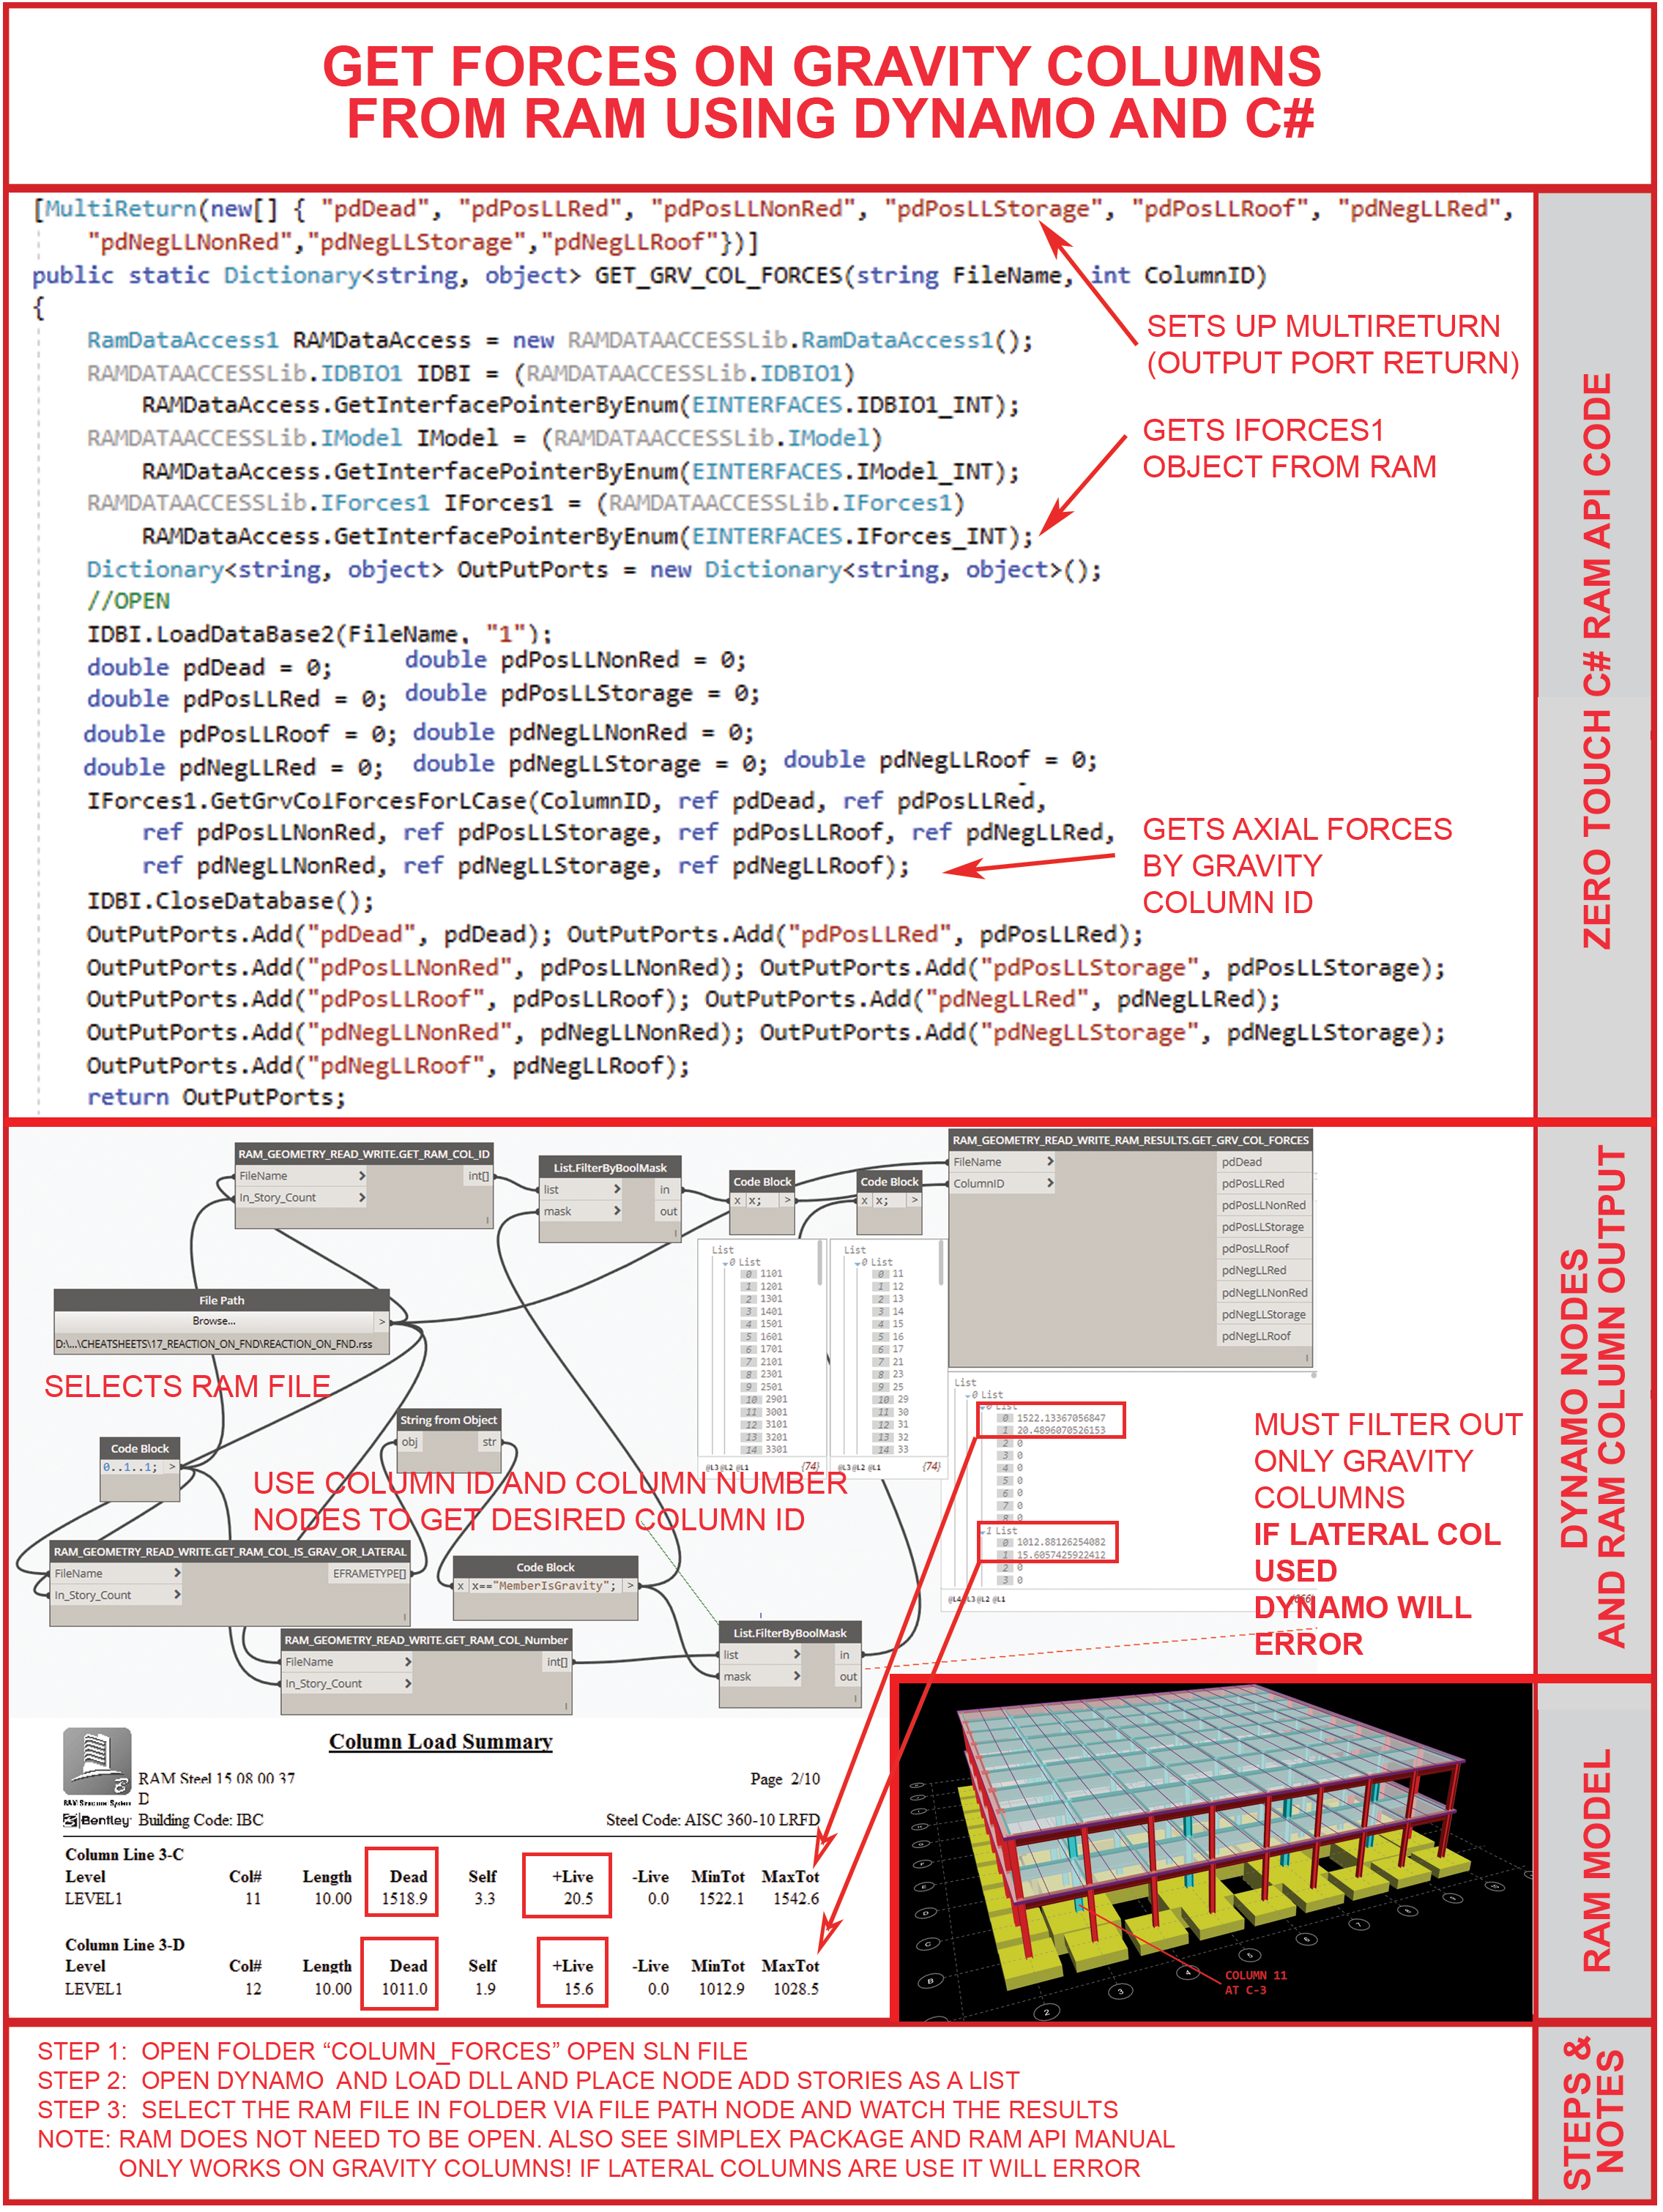 GET FORCES ON GRAVITY COLUMNS
FROM RAM USING DYNAMO AND C#
[MultiReturn(new[] { "pdDead", "pdPosLLRed", "pdPosLLNonRed", "pdPosLLStorage", "pdPosLLRoof", "pdNegLLRed",
"pdNegLLNonRed","pdNegLLStorage","pdNegLLRoof"})]
public static Dictionary<string, object> GET_GRV_COL_FORCES(string FileName, int ColumnID)
{
RamDataAccess1 RAMDataAccess = new RAMDATAACCESSLib.RamDataAccess1();
RAMDATAACCESSLib.IDBIO1 IDBI = (RAMDATAACCESSLib.IDBIO1)
RAMDataAccess.GetInterfacePointerByEnum(EINTERFACES.IDBIO1_INT);
RAMDATAACCESSLib.IModel IModel = (RAMDATAACCESSLib.IModel)
RAMDataAccess.GetInterfacePointerByEnum(EINTERFACES.IModel_INT);
RAMDATAACCESSLib.IForces1 IForces1 = (RAMDATAACCESSLib.IForces1)
RAMDataAccess.GetInterfacePointerByEnum(EINTERFACES.IForces_INT);
Dictionary<string, object> OutPutPorts = new Dictionary<string, object>();
//OPEN
IDBI.LoadDataBase2(FileName, "1");
double pdDead = 0; double pdPosLLNonRed = 0;
double pdPosLLRed = 0; double pdPosLLStorage = 0;
double pdPosLLRoof = 0; double pdNegLLNonRed = 0;
double pdNegLLRed = 0; double pdNegLLStorage = 0; double pdNegLLRoof = 0;
IForces1.GetGrvColForcesForLCase(ColumnID, ref pdDead, ref pdPosLLRed,
ref pdPosLLNonRed, ref pdPosLLStorage, ref pdPosLLRoof, ref pdNegLLRed,
ref pdNegLLNonRed, ref pdNegLLStorage, ref pdNegLLRoof);
IDBI.CloseDatabase();
OutPutPorts.Add("pdDead", pdDead); OutPutPorts.Add("pdPosLLRed", pdPosLLRed);
OutPutPorts.Add("pdPosLLNonRed", pdPosLLNonRed); OutPutPorts.Add("pdPosLLStorage", pdPosLLStorage);
OutPutPorts.Add("pdPosLLRoof", pdPosLLRoof); OutPutPorts.Add("pdNegLLRed", pdNegLLRed);
OutPutPorts.Add("pdNegLLNonRed", pdNegLLNonRed); OutPutPorts.Add("pdNegLLStorage", pdNegLLStorage);
OutPutPorts.Add("pdNegLLRoof", pdNegLLRoof);
return OutPutPorts;
SETS UP MULTIRETURN
(OUTPUT PORT RETURN)
GETS IFORCES1
OBJECT FROM RAM
GETS AXIAL FORCES
BY GRAVITY
COLUMN ID
ZERO TOUCH C# RAM API CODE
RAM_GEOMETRY_READ_WRITE.GET_RAM_COL_ID
FileName > int[]
In_Story_Count >
List.FilterByBoolMask
list > in
mask > out
Code Block
x x; >
Code Block
x x; >
RAM_GEOMETRY_READ_WRITE_RAM_RESULTS.GET_GRV_COL_FORCES
FileName > pdDead
ColumnID > pdPosLLRed
pdPosLLNonRed
pdPosLLStorage
pdPosLLRoof
pdNegLLRed
pdNegLLNonRed
pdNegLLStorage
pdNegLLRoof
File Path
Browse... >
D:\...\CHEATSHEETS\17_REACTION_ON_FND\REACTION_ON_FND.rss
SELECTS RAM FILE
List
0 List
0 1101
1 1201
2 1301
3 1401
4 1501
5 1601
6 1701
7 2101
8 2301
9 2501
10 2901
11 3001
12 3101
13 3201
14 3301
@L3 @L2 @L1 {74}
List
0 List
0 11
1 12
2 13
3 14
4 15
5 16
6 17
7 21
8 23
9 25
10 29
11 30
12 31
13 32
14 33
@L3 @L2 @L1 {74}
List
0 List
0 List
0 1522.13367056847
1 20.4896070526153
2 0
3 0
4 0
5 0
6 0
7 0
8 0
1 List
0 1012.88126254082
1 15.6057425922412
2 0
3 0
@L4 @L3 @L2 @L1
MUST FILTER OUT
ONLY GRAVITY
COLUMNS
IF LATERAL COL
USED
DYNAMO WILL
ERROR
String from Object
obj str
Code Block
0..1..1; >
USE COLUMN ID AND COLUMN NUMBER
NODES TO GET DESIRED COLUMN ID
RAM_GEOMETRY_READ_WRITE.GET_RAM_COL_IS_GRAV_OR_LATERAL
FileName > EFRAMETYPE[]
In_Story_Count >
Code Block
x x=="MemberIsGravity"; >
RAM_GEOMETRY_READ_WRITE.GET_RAM_COL_Number
FileName > int[]
In_Story_Count >
List.FilterByBoolMask
list > in
mask > out
DYNAMO NODES
AND RAM COLUMN OUTPUT
Column Load Summary
RAM Steel 15.08.00.37
Page 2/10
D
RAM Structural System
Bentley Building Code: IBC
Steel Code: AISC 360-10 LRFD
Column Line 3-C
Level Col# Length Dead Self +Live -Live MinTot MaxTot
LEVEL1 11 10.00 1518.9 3.3 20.5 0.0 1522.1 1542.6
Column Line 3-D
Level Col# Length Dead Self +Live -Live MinTot MaxTot
LEVEL1 12 10.00 1011.0 1.9 15.6 0.0 1012.9 1028.5
COLUMN 11
AT C-3
B
C
2
3
4
5
RAM MODEL
STEP 1: OPEN FOLDER “COLUMN_FORCES” OPEN SLN FILE
STEP 2: OPEN DYNAMO AND LOAD DLL AND PLACE NODE ADD STORIES AS A LIST
STEP 3: SELECT THE RAM FILE IN FOLDER VIA FILE PATH NODE AND WATCH THE RESULTS
NOTE: RAM DOES NOT NEED TO BE OPEN. ALSO SEE SIMPLEX PACKAGE AND RAM API MANUAL
ONLY WORKS ON GRAVITY COLUMNS! IF LATERAL COLUMNS ARE USE IT WILL ERROR
STEPS &
NOTES